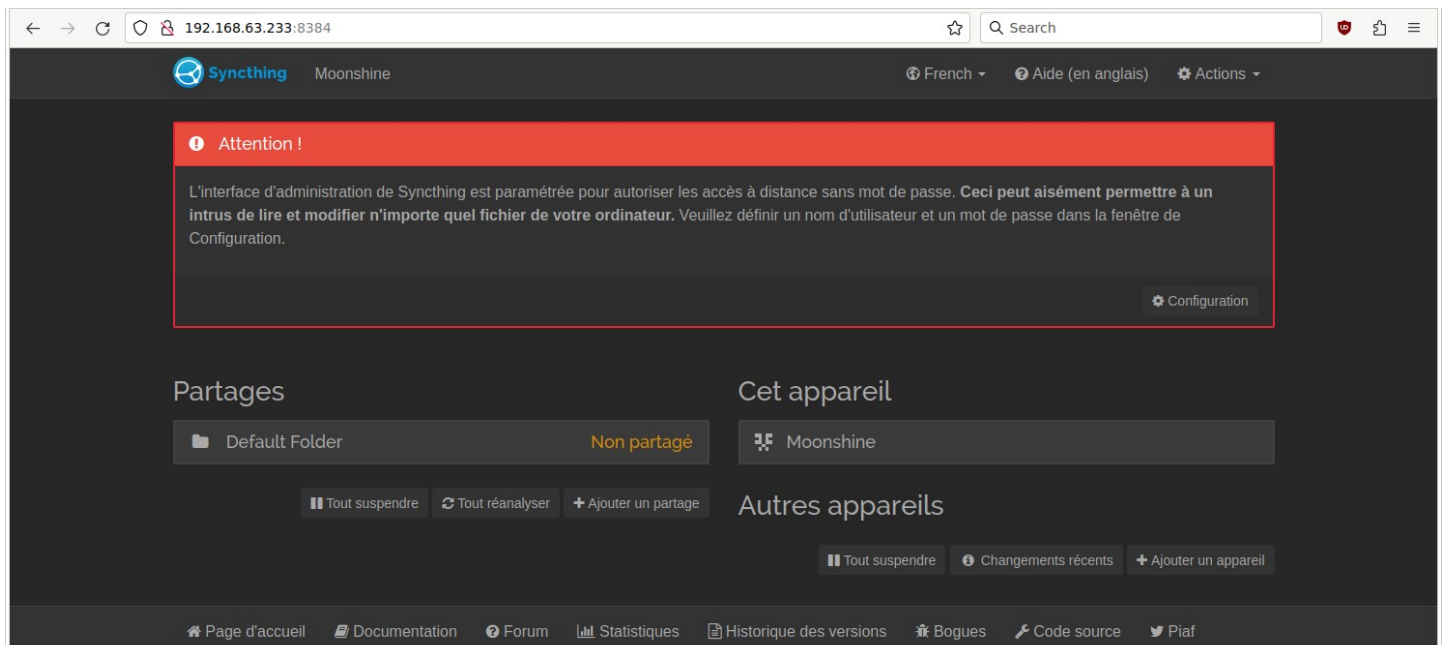 192.168.63.233:8384
Search
Syncthing Moonshine French Aide (en anglais) Actions
Attention !
L'interface d'administration de Syncthing est paramétrée pour autoriser les accès à distance sans mot de passe. Ceci peut aisément permettre à un
intrus de lire et modifier n'importe quel fichier de votre ordinateur. Veuillez définir un nom d'utilisateur et un mot de passe dans la fenêtre de
Configuration.
Configuration
Partages
Default Folder Non partagé
Tout suspendre Tout réanalyser Ajouter un partage
Cet appareil
Moonshine
Autres appareils
Tout suspendre Changements récents Ajouter un appareil
Page d'accueil Documentation Forum Statistiques Historique des versions Bogues Code source Piaf